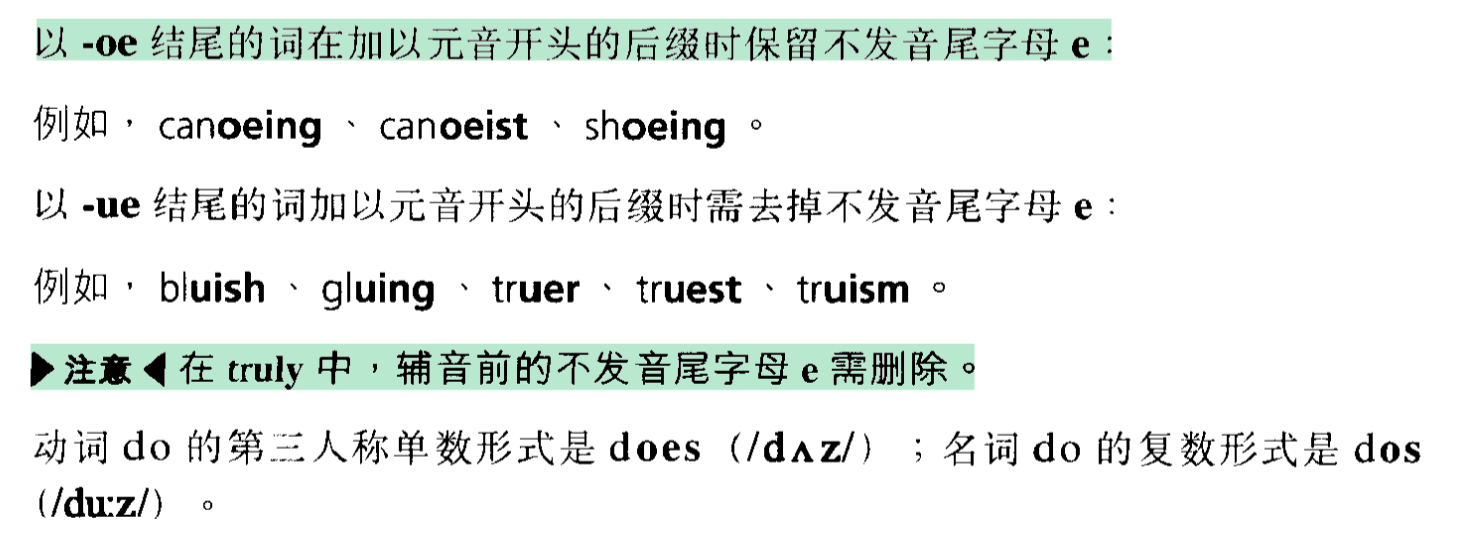 以 -oe 结尾的词在加以元音开头的后缀时保留不发音尾字母 e：
例如，canoeing、canoeist、shoeing。
以 -ue 结尾的词加以元音开头的后缀时需去掉不发音尾字母 e：
例如，bluish、gluing、truer、truest、truism。
▶注意◀在 truly 中，辅音前的不发音尾字母 e 需删除。
动词 do 的第三人称单数形式是 does（/dʌz/）；名词 do 的复数形式是 dos
（/du:z/）。